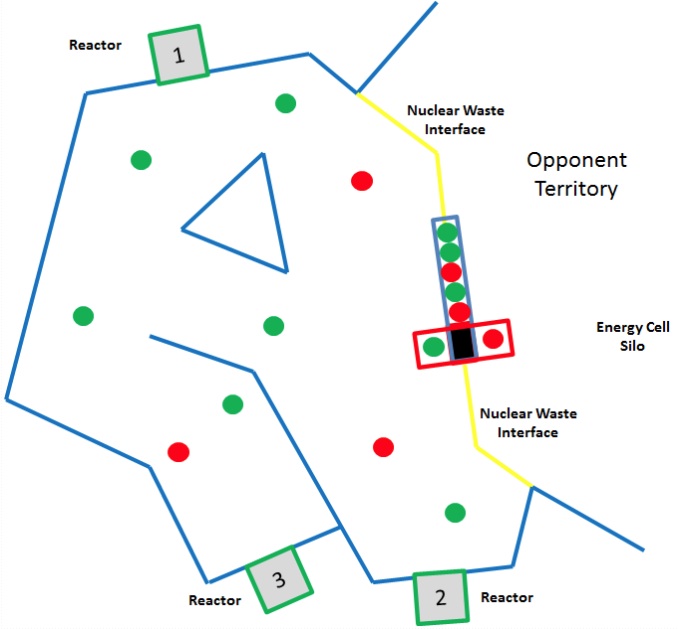 Reactor
1
Nuclear Waste
Interface
Opponent
Territory
Energy Cell
Silo
Nuclear Waste
Interface
3
Reactor
2
Reactor